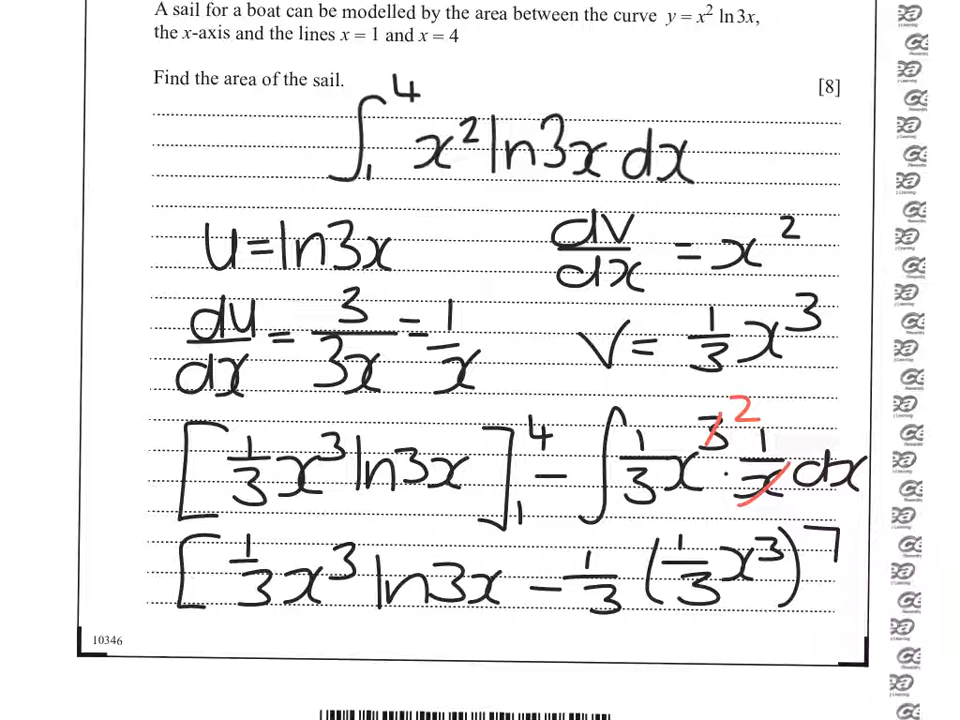 A sail for a boat can be modelled by the area between the curve y = x² ln 3x,
the x-axis and the lines x = 1 and x = 4
Find the area of the sail.
[8]
∫₁⁴ x² ln3x dx
u = ln3x    dv/dx = x²
du/dx = 3/3x = 1/x    v = 1/3 x³
[1/3 x³ ln3x]₁⁴ − ∫ 1/3 x³ ² · 1/x dx
[1/3 x³ ln3x − 1/3 (1/3 x³)
10346